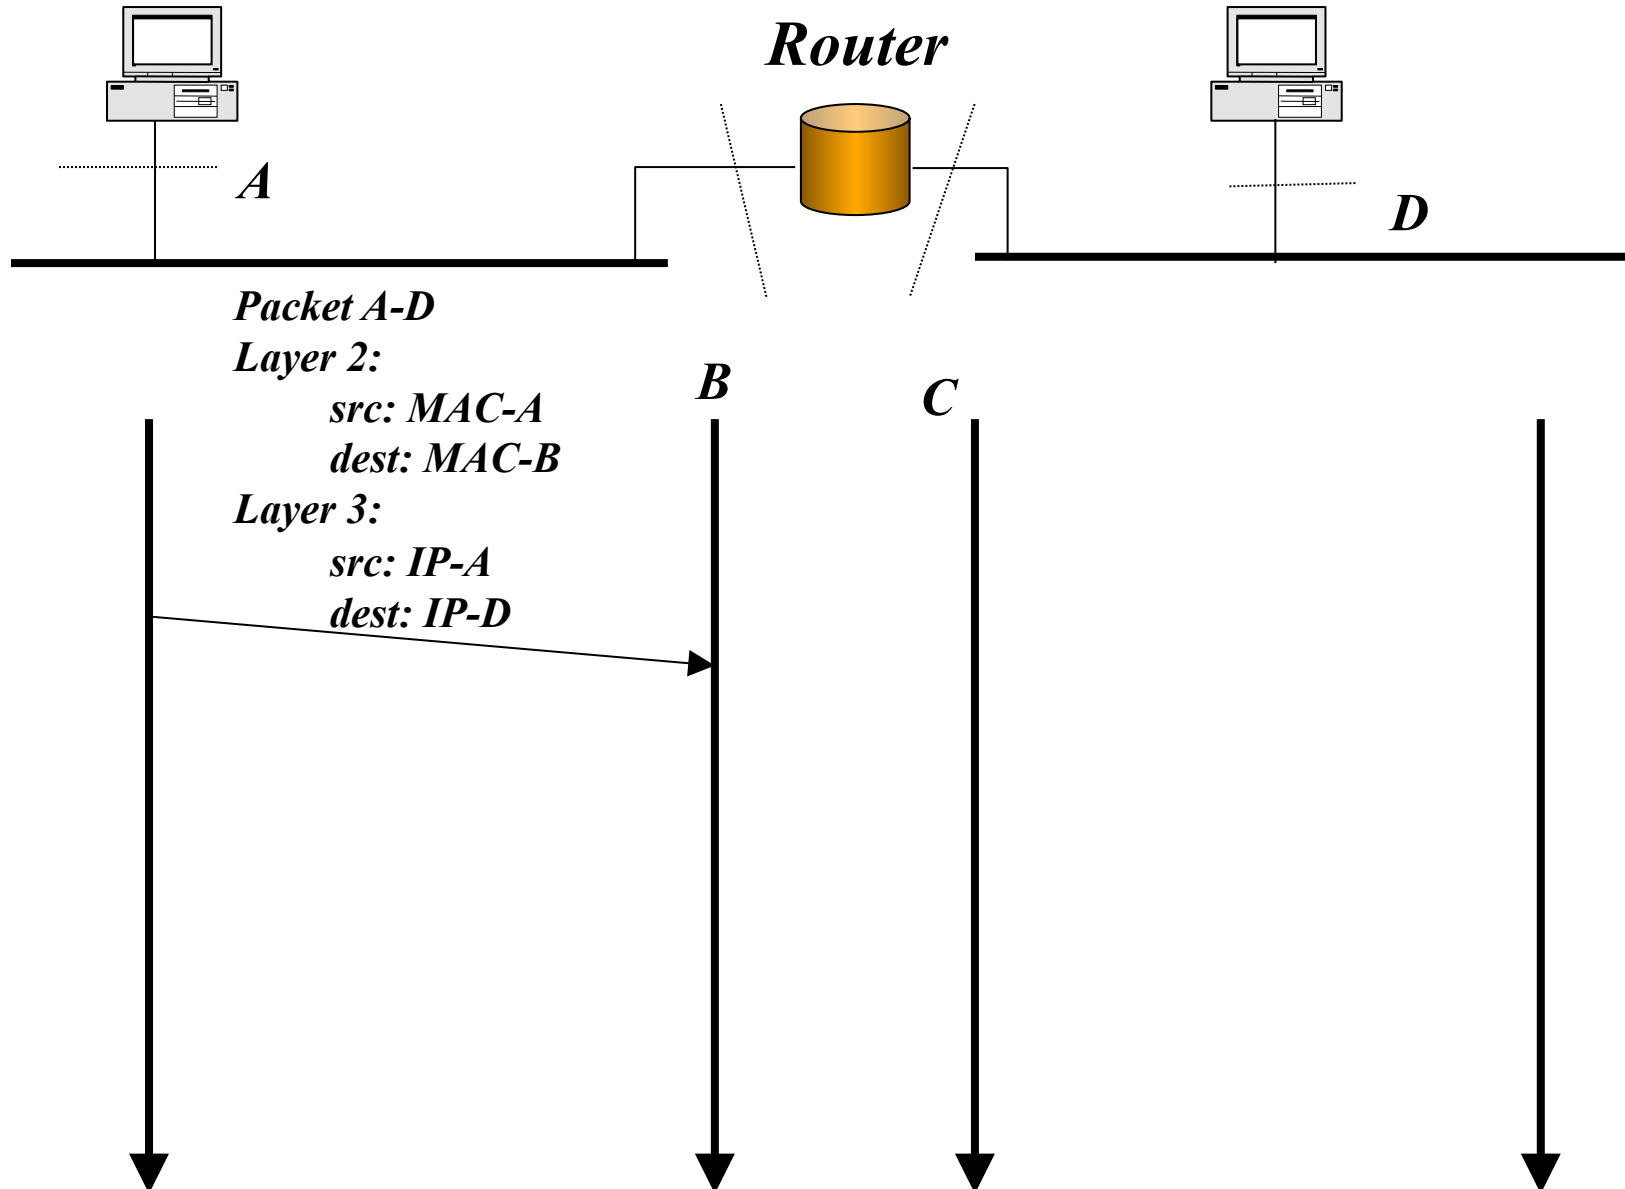 Router
A
D
Packet A-D
Layer 2:
src: MAC-A
dest: MAC-B
Layer 3:
src: IP-A
dest: IP-D
B
C